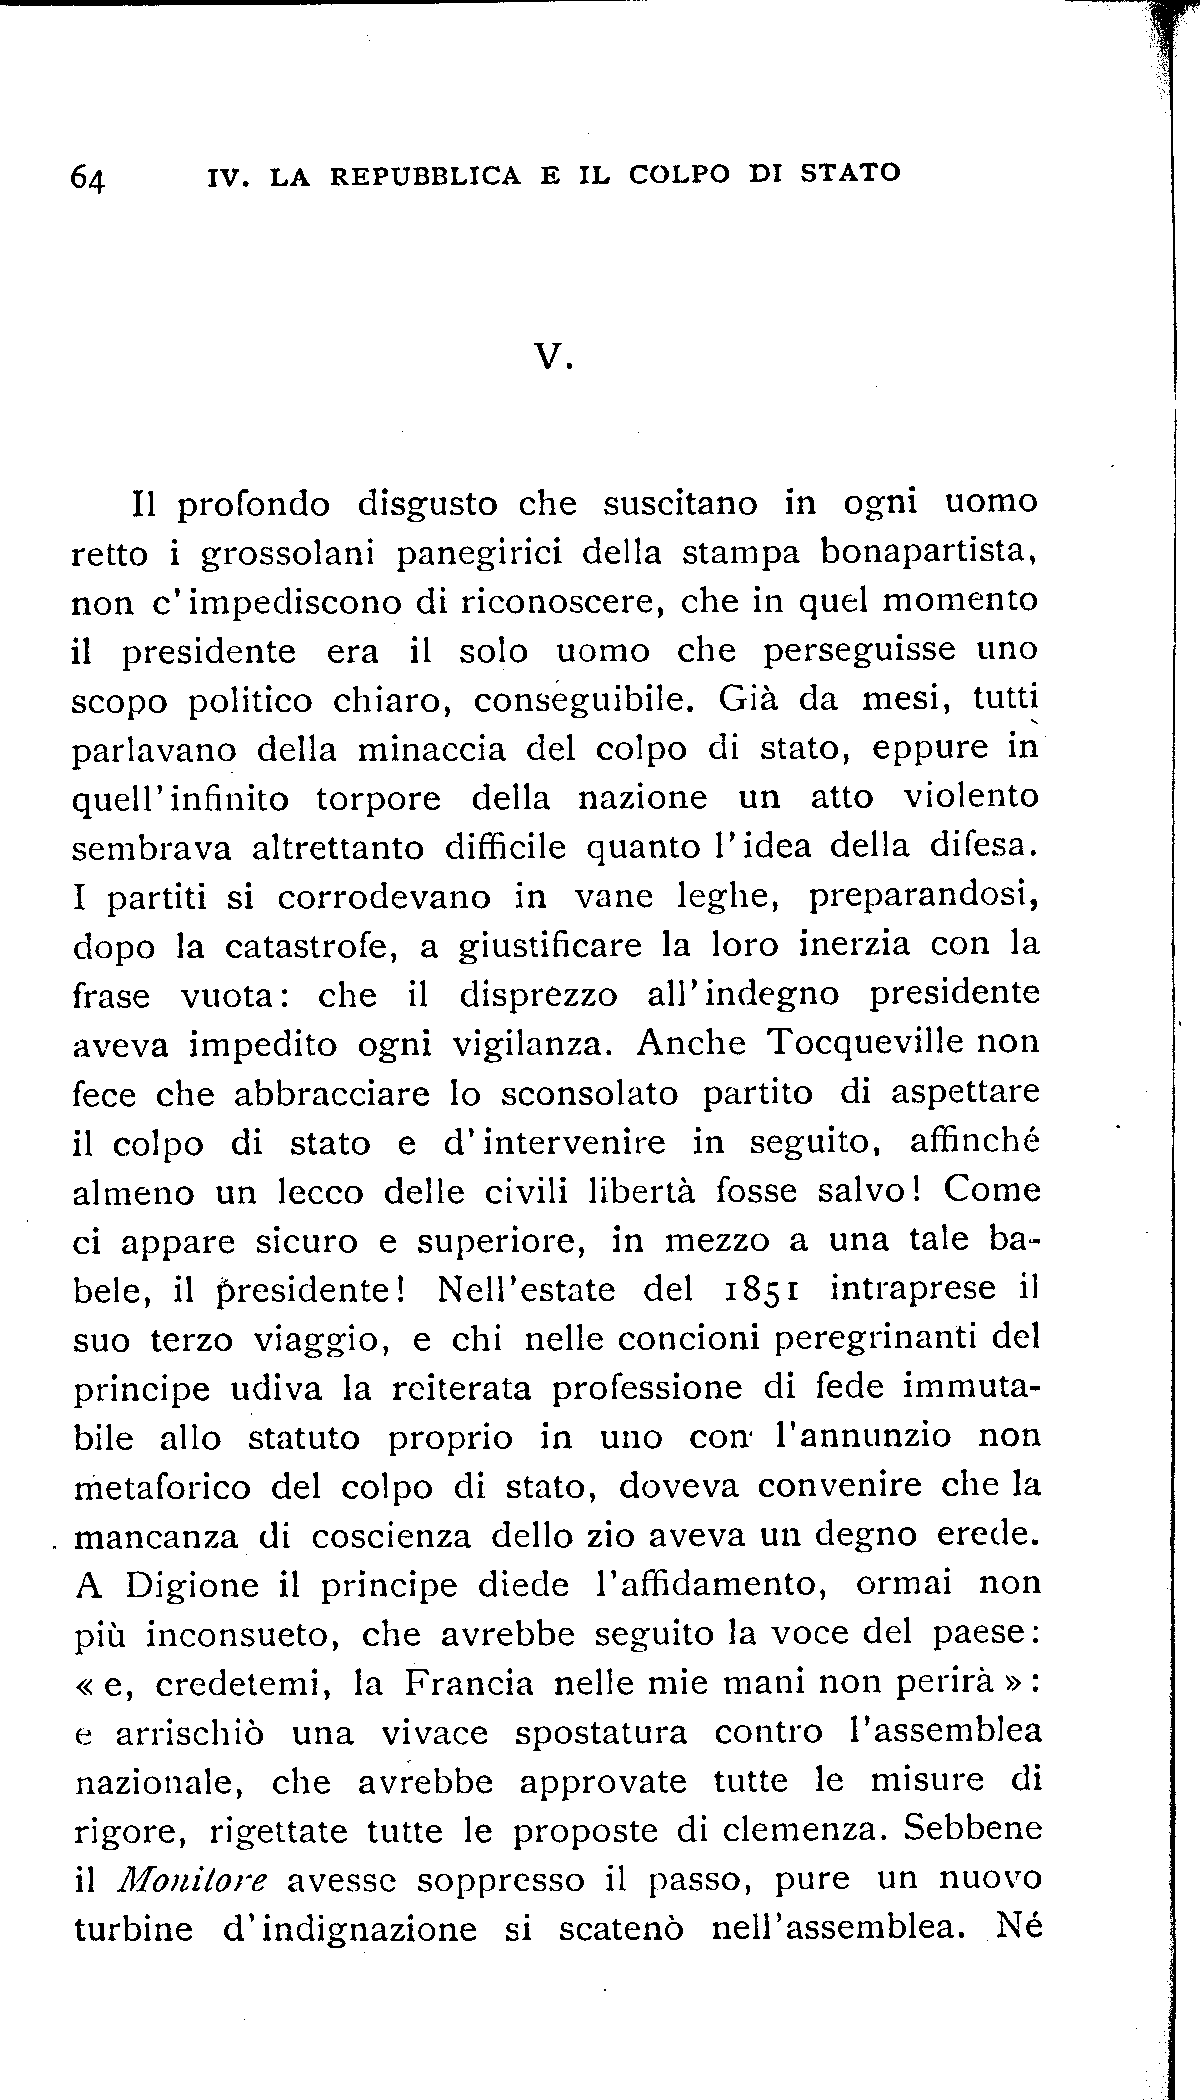 64 IV. LA REPUBBLICA E IL COLPO DI STATO
V.
Il profondo disgusto che suscitano in ogni uomo
retto i grossolani panegirici della stampa bonapartista,
non c'impediscono di riconoscere, che in quel momento
il presidente era il solo uomo che perseguisse uno
scopo politico chiaro, conseguibile. Già da mesi, tutti
parlavano della minaccia del colpo di stato, eppure in
quell'infinito torpore della nazione un atto violento
sembrava altrettanto difficile quanto l'idea della difesa.
I partiti si corrodevano in vane leghe, preparandosi,
dopo la catastrofe, a giustificare la loro inerzia con la
frase vuota: che il disprezzo all'indegno presidente
aveva impedito ogni vigilanza. Anche Tocqueville non
fece che abbracciare lo sconsolato partito di aspettare
il colpo di stato e d'intervenire in seguito, affinché
almeno un lecco delle civili libertà fosse salvo! Come
ci appare sicuro e superiore, in mezzo a una tale ba-
bele, il presidente! Nell'estate del 1851 intraprese il
suo terzo viaggio, e chi nelle concioni peregrinanti del
principe udiva la reiterata professione di fede immuta-
bile allo statuto proprio in uno con l'annunzio non
metaforico del colpo di stato, doveva convenire che la
mancanza di coscienza dello zio aveva un degno erede.
A Digione il principe diede l'affidamento, ormai non
più inconsueto, che avrebbe seguito la voce del paese:
« e, credetemi, la Francia nelle mie mani non perirà » :
e arrischiò una vivace spostatura contro l'assemblea
nazionale, che avrebbe approvate tutte le misure di
rigore, rigettate tutte le proposte di clemenza. Sebbene
il Monitore avesse soppresso il passo, pure un nuovo
turbine d'indignazione si scatenò nell'assemblea. Né